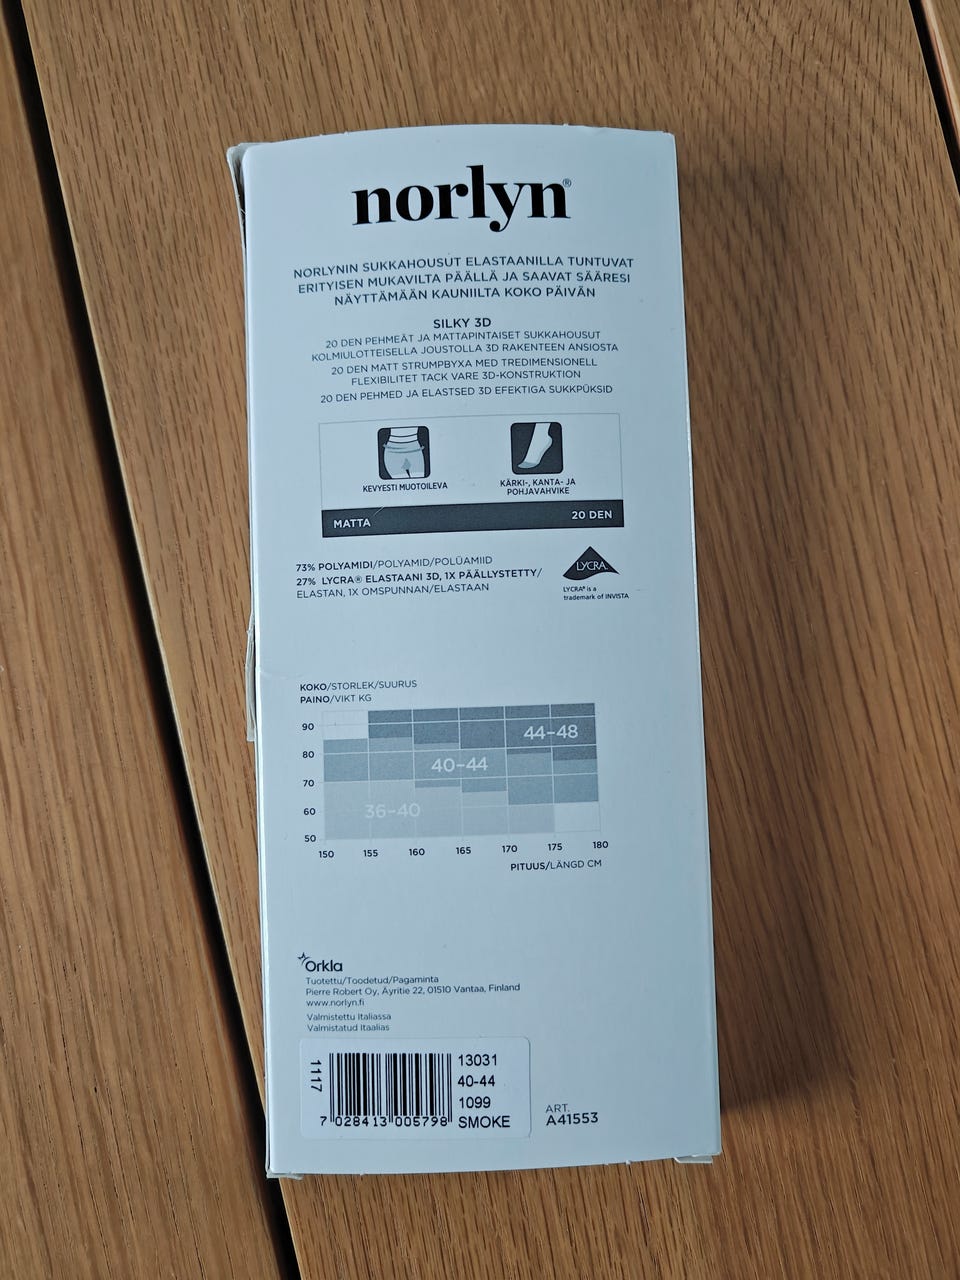 norlyn®
NORLYNIN SUKKAHOUSUT ELASTAANILLA TUNTUVAT
ERITYISEN MUKAVILTA PÄÄLLÄ JA SAAVAT SÄÄRESI
NÄYTTÄMÄÄN KAUNIILTA KOKO PÄIVÄN
SILKY 3D
20 DEN PEHMEÄT JA MATTAPINTAISET SUKKAHOUSUT
KOLMIULOTTEISELLA JOUSTOLLA 3D RAKENTEEN ANSIOSTA
20 DEN MATT STRUMPBYXA MED TREDIMENSIONELL
FLEXIBILITET TACK VARE 3D-KONSTRUKTION
20 DEN PEHMED JA ELASTSED 3D EFEKTIGA SUKKPÜKSID
KEVYESTI MUOTOILEVA
KÄRKI-, KANTA- JA
POHJAVAHVIKE
MATTA 20 DEN
73% POLYAMIDI/POLYAMID/POLÜAMIID
27% LYCRA® ELASTAANI 3D, 1X PÄÄLLYSTETTY/
ELASTAN, 1X OMSPUNNAN/ELASTAAN
LYCRA.
LYCRA® is a
trademark of INVISTA
KOKO/STORLEK/SUURUS
PAINO/VIKT KG
90
44–48
80
40–44
70
60
36–40
50
150 155 160 165 170 175 180
PITUUS/LÄNGD CM
Orkla
Tuotettu/Toodetud/Pagaminta
Pierre Robert Oy, Äyritie 22, 01510 Vantaa, Finland
www.norlyn.fi
Valmistettu Italiassa
Valmistatud Itaalias
1117
13031
40-44
1099
SMOKE
7 028413 005798
ART.
A41553